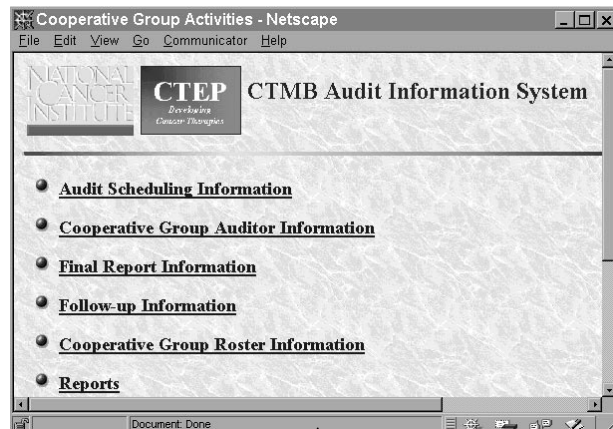 Cooperative Group Activities - Netscape
File Edit View Go Communicator Help
NATIONAL
CANCER
INSTITUTE
CTEP
Developing
Cancer Therapies
CTMB Audit Information System
Audit Scheduling Information
Cooperative Group Auditor Information
Final Report Information
Follow-up Information
Cooperative Group Roster Information
Reports
Document: Done